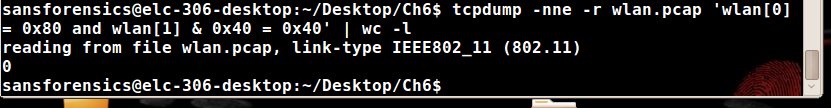 sansforensics@elc-306-desktop:~/Desktop/Ch6$ tcpdump -nne -r wlan.pcap 'wlan[0]
= 0x80 and wlan[1] & 0x40 = 0x40' | wc -l
reading from file wlan.pcap, link-type IEEE802_11 (802.11)
0
sansforensics@elc-306-desktop:~/Desktop/Ch6$